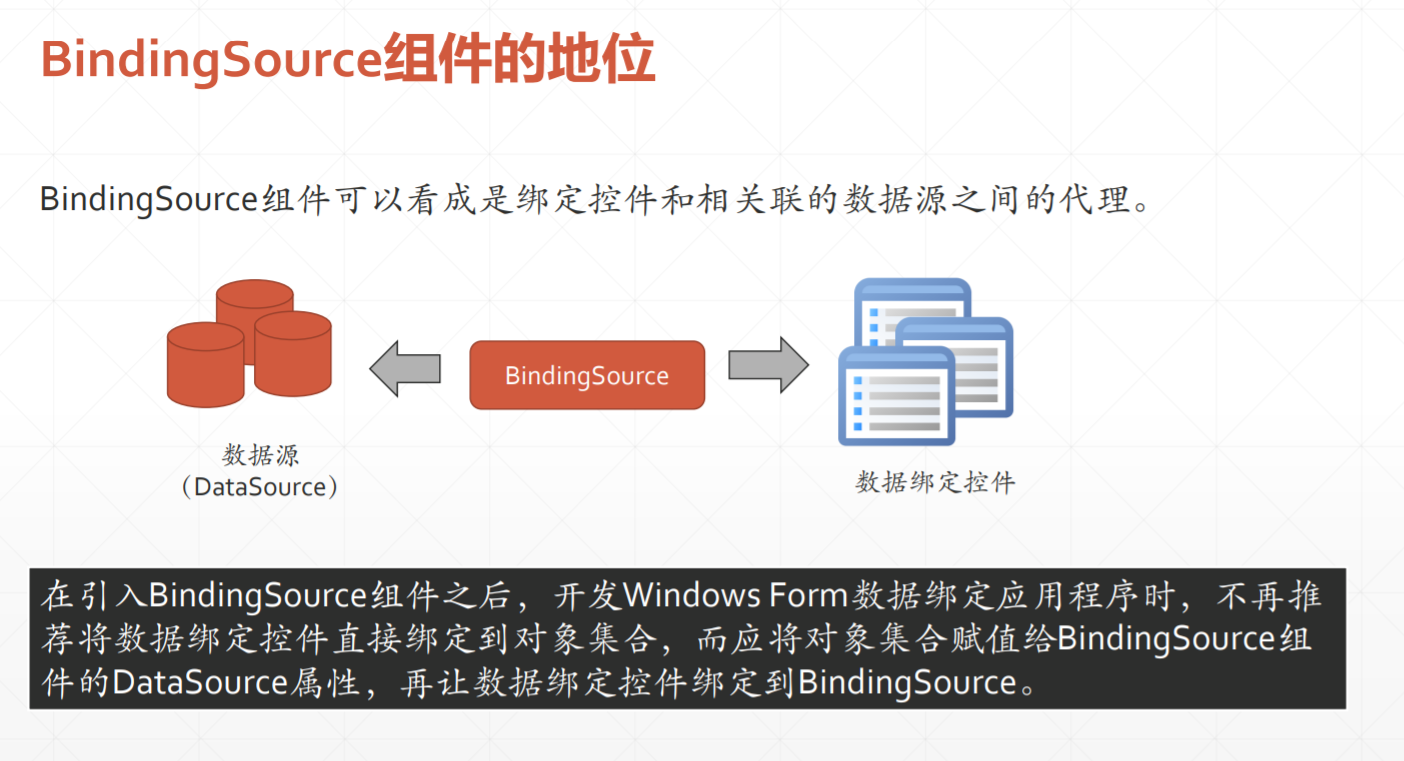 BindingSource组件的地位
BindingSource组件可以看成是绑定控件和相关联的数据源之间的代理。
BindingSource
数据源
（DataSource）
数据绑定控件
在引入BindingSource组件之后，开发Windows Form数据绑定应用程序时，不再推
荐将数据绑定控件直接绑定到对象集合，而应将对象集合赋值给BindingSource组
件的DataSource属性，再让数据绑定控件绑定到BindingSource。